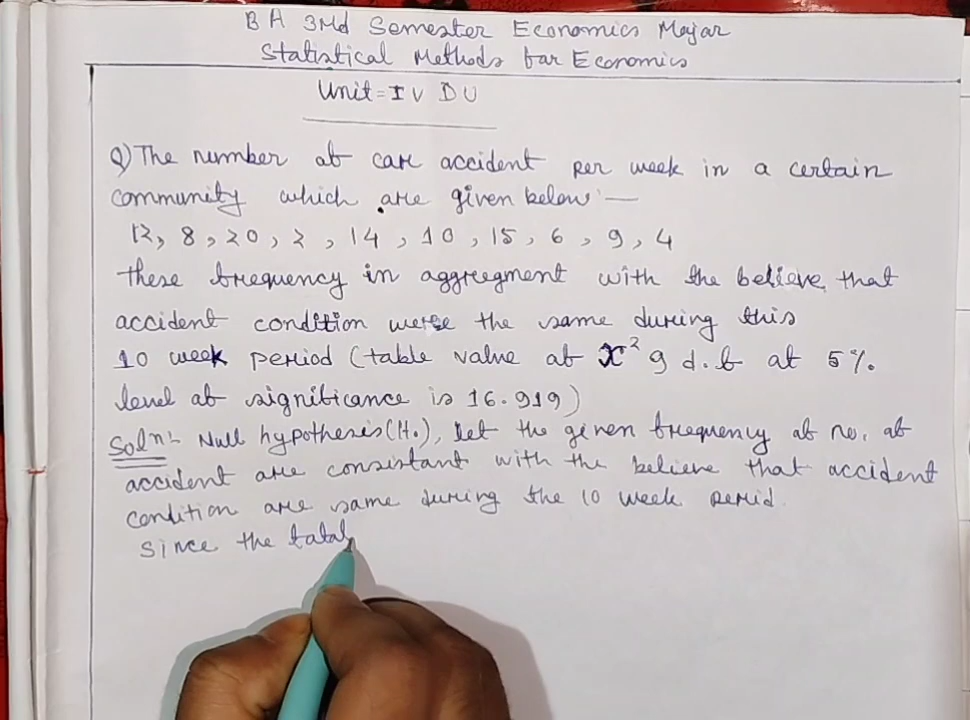 BA 3rd Semester Economics Major
Statistical Methods for Economics
Unit = IV DU
Q) The number of car accident per week in a certain
community which are given below :—
12, 8, 20, 2, 14, 10, 15, 6, 9, 4
these frequency in aggreegment with the believe that
accident condition were the same during this
10 week period (table value of x² 9 d.f at 5%
level of significance is 16.919)
Soln:- Null hypothesis (H₀), let the given frequency of no. of
accident are consistant with the believe that accident
condition are same during the 10 week period.
Since the total